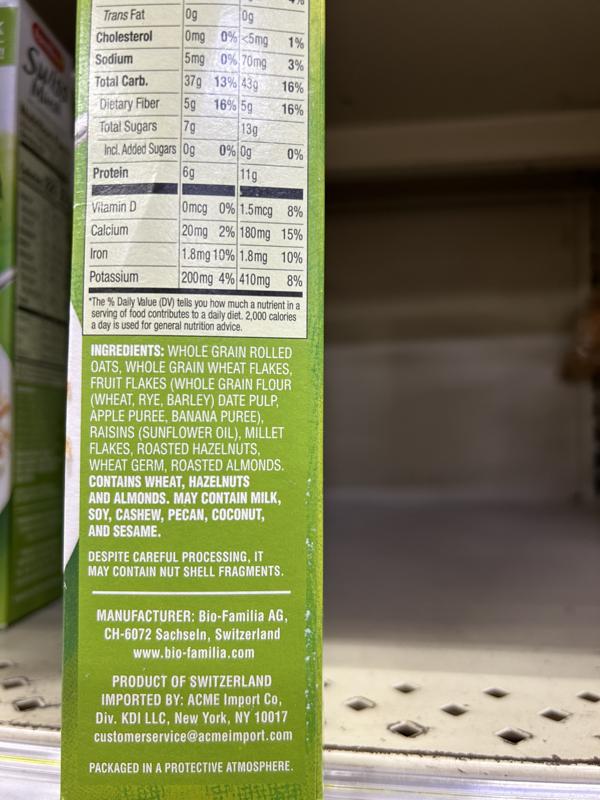 Trans Fat 0g 0g
Cholesterol 0mg 0% <5mg 1%
Sodium 5mg 0% 70mg 3%
Total Carb. 37g 13% 43g 16%
Dietary Fiber 5g 16% 5g 16%
Total Sugars 7g 13g
Incl. Added Sugars 0g 0% 0g 0%
Protein 6g 11g
Vitamin D 0mcg 0% 1.5mcg 8%
Calcium 20mg 2% 180mg 15%
Iron 1.8mg 10% 1.8mg 10%
Potassium 200mg 4% 410mg 8%
*The % Daily Value (DV) tells you how much a nutrient in a
serving of food contributes to a daily diet. 2,000 calories
a day is used for general nutrition advice.
INGREDIENTS: WHOLE GRAIN ROLLED
OATS, WHOLE GRAIN WHEAT FLAKES,
FRUIT FLAKES (WHOLE GRAIN FLOUR
(WHEAT, RYE, BARLEY) DATE PULP,
APPLE PUREE, BANANA PUREE),
RAISINS (SUNFLOWER OIL), MILLET
FLAKES, ROASTED HAZELNUTS,
WHEAT GERM, ROASTED ALMONDS.
CONTAINS WHEAT, HAZELNUTS
AND ALMONDS. MAY CONTAIN MILK,
SOY, CASHEW, PECAN, COCONUT,
AND SESAME.
DESPITE CAREFUL PROCESSING, IT
MAY CONTAIN NUT SHELL FRAGMENTS.
MANUFACTURER: Bio-Familia AG,
CH-6072 Sachseln, Switzerland
www.bio-familia.com
PRODUCT OF SWITZERLAND
IMPORTED BY: ACME Import Co,
Div. KDI LLC, New York, NY 10017
customerservice@acmeimport.com
PACKAGED IN A PROTECTIVE ATMOSPHERE.